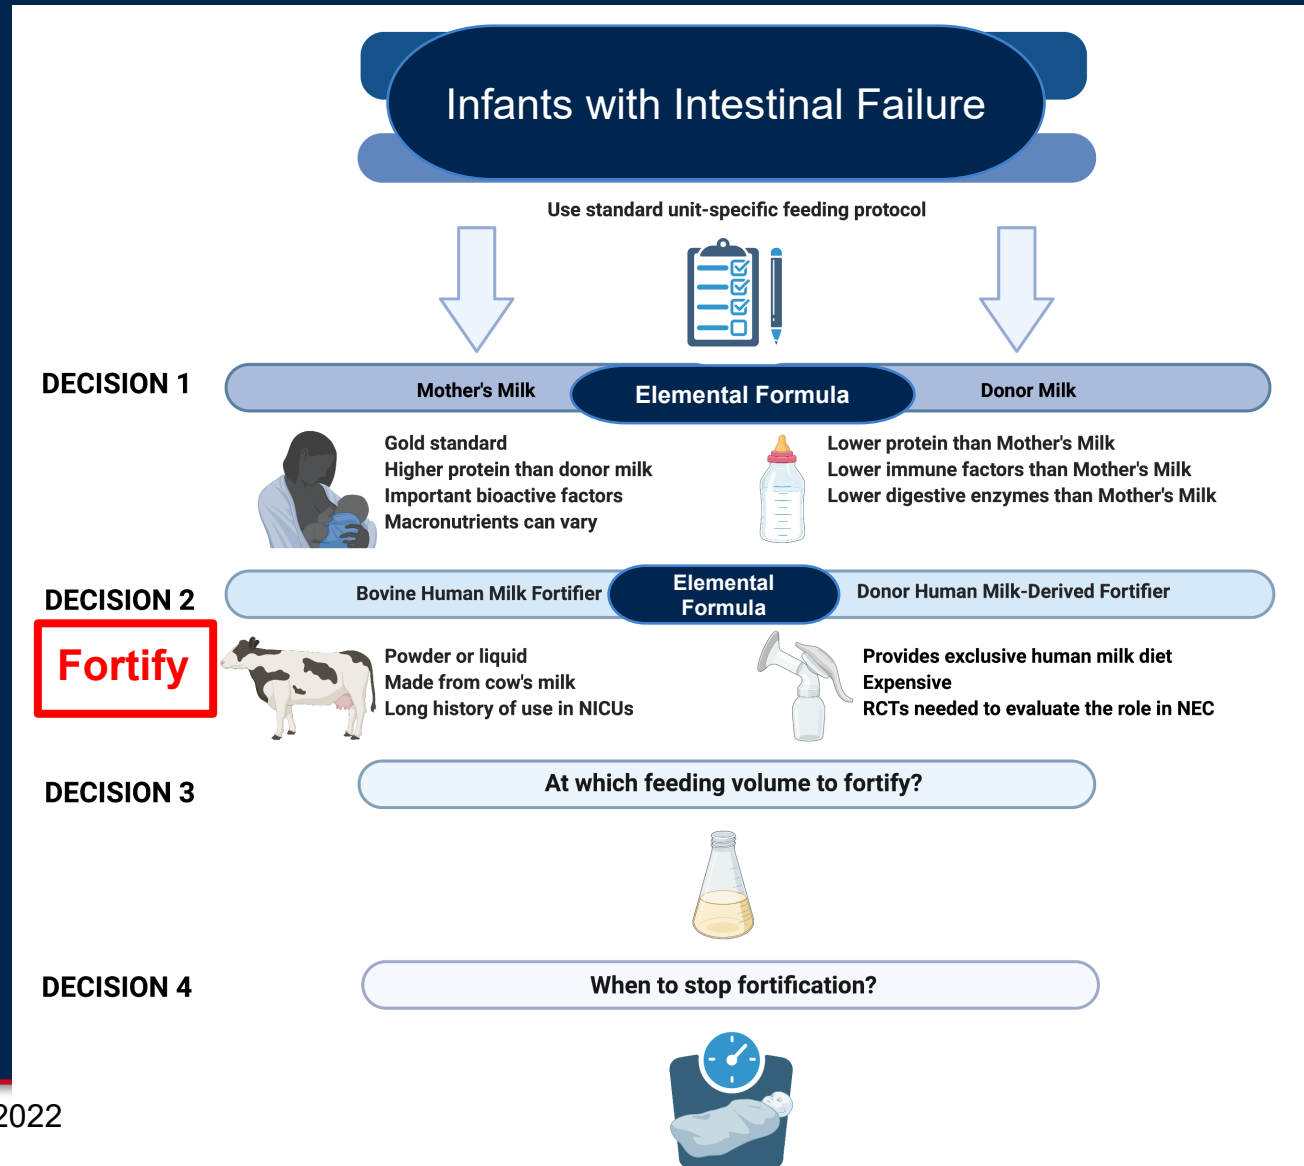 Infants with Intestinal Failure
Use standard unit-specific feeding protocol
DECISION 1
Mother's Milk
Elemental Formula
Donor Milk
Gold standard
Higher protein than donor milk
Important bioactive factors
Macronutrients can vary
Lower protein than Mother's Milk
Lower immune factors than Mother's Milk
Lower digestive enzymes than Mother's Milk
DECISION 2
Fortify
Bovine Human Milk Fortifier
Elemental
Formula
Donor Human Milk-Derived Fortifier
Powder or liquid
Made from cow's milk
Long history of use in NICUs
Provides exclusive human milk diet
Expensive
RCTs needed to evaluate the role in NEC
DECISION 3
At which feeding volume to fortify?
DECISION 4
When to stop fortification?
2022